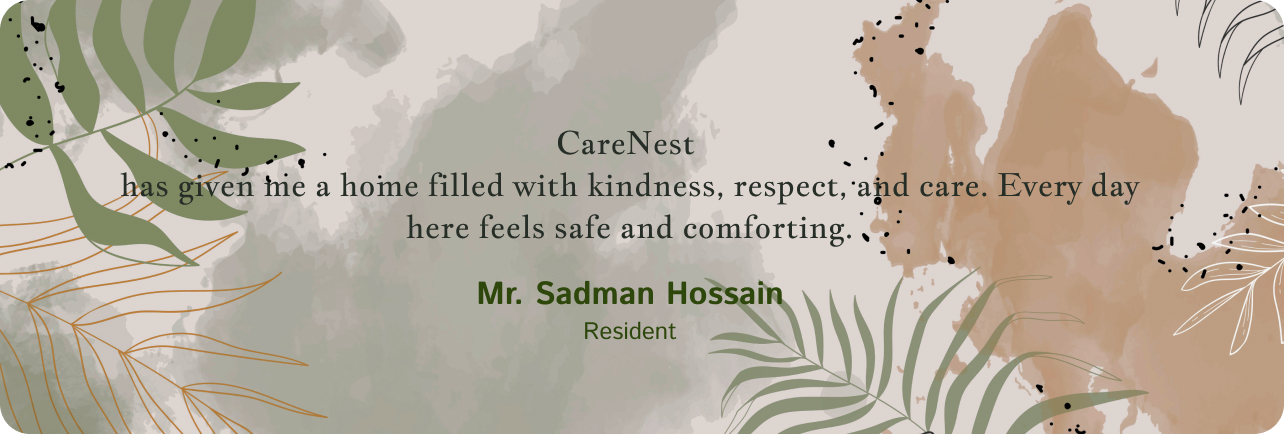 CareNest
has given me a home filled with kindness, respect, and care. Every day
here feels safe and comforting.
Mr. Sadman Hossain
Resident